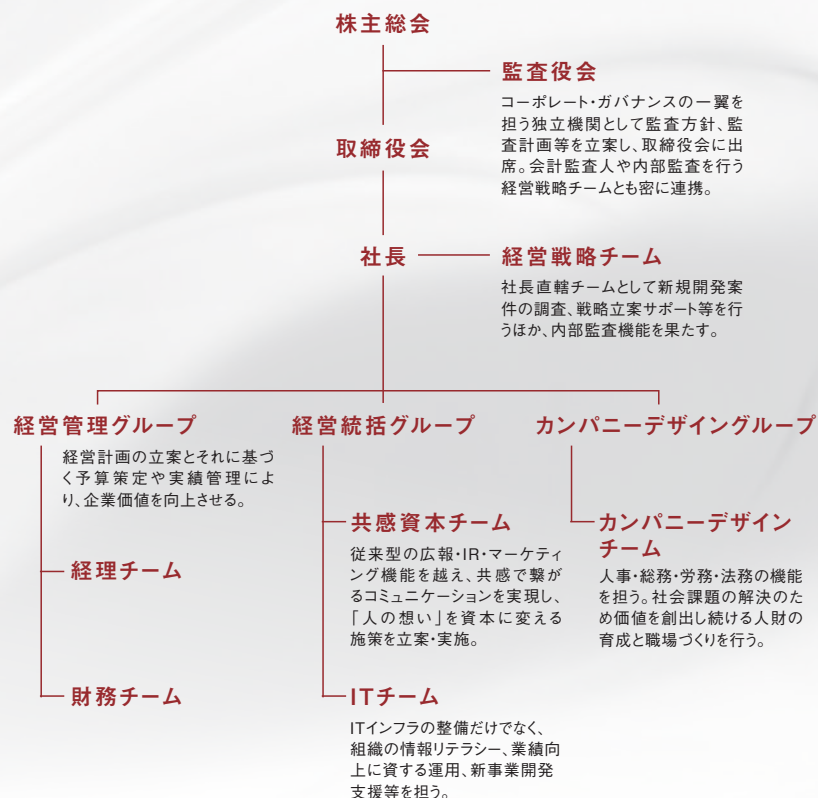 株主総会
監査役会
コーポレート・ガバナンスの一翼を
担う独立機関として監査方針、監
査計画等を立案し、取締役会に出
席。会計監査人や内部監査を行う
経営戦略チームとも密に連携。
取締役会
社長
経営戦略チーム
社長直轄チームとして新規開発案
件の調査、戦略立案サポート等を行
うほか、内部監査機能を果たす。
経営管理グループ
経営計画の立案とそれに基づ
く予算策定や実績管理によ
り、企業価値を向上させる。
経理チーム
財務チーム
経営統括グループ
共感資本チーム
従来型の広報・IR・マーケティ
ング機能を越え、共感で繋が
るコミュニケーションを実現し、
「人の想い」を資本に変える
施策を立案・実施。
ITチーム
ITインフラの整備だけでなく、
組織の情報リテラシー、業績向
上に資する運用、新事業開発
支援等を担う。
カンパニーデザイングループ
カンパニーデザイン
チーム
人事・総務・労務・法務の機能
を担う。社会課題の解決のた
め価値を創出し続ける人財の
育成と職場づくりを行う。